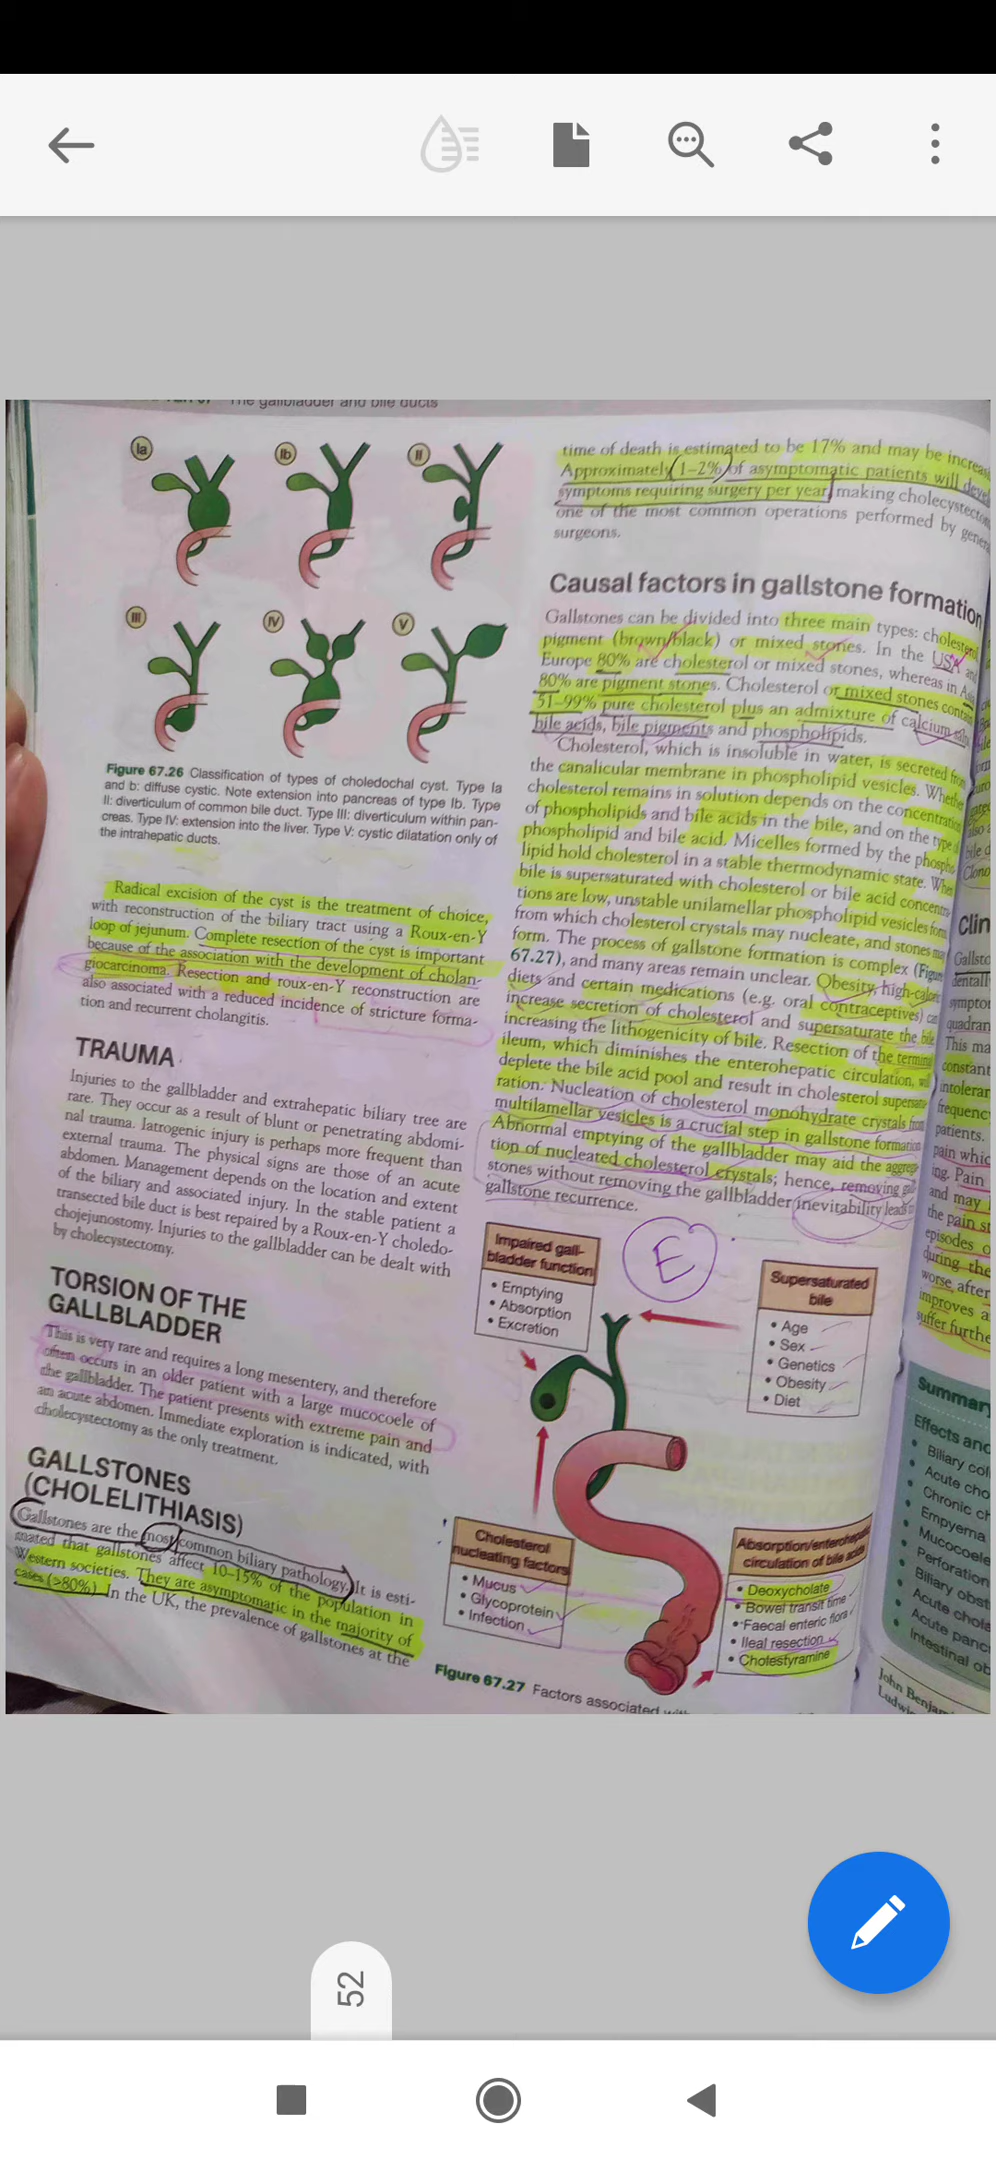 The gallbladder and bile ducts
Ia
Ib
II
III
IV
V
Figure 67.26 Classification of types of choledochal cyst. Type Ia
and b: diffuse cystic. Note extension into pancreas of type Ib. Type
II: diverticulum of common bile duct. Type III: diverticulum within pan-
creas. Type IV: extension into the liver. Type V: cystic dilatation only of
the intrahepatic ducts.
Radical excision of the cyst is the treatment of choice,
with reconstruction of the biliary tract using a Roux-en-Y
loop of jejunum. Complete resection of the cyst is important
because of the association with the development of cholan-
giocarcinoma. Resection and roux-en-Y reconstruction are
also associated with a reduced incidence of stricture forma-
tion and recurrent cholangitis.
TRAUMA
Injuries to the gallbladder and extrahepatic biliary tree are
rare. They occur as a result of blunt or penetrating abdomi-
nal trauma. Iatrogenic injury is perhaps more frequent than
external trauma. The physical signs are those of an acute
abdomen. Management depends on the location and extent
of the biliary and associated injury. In the stable patient a
transected bile duct is best repaired by a Roux-en-Y choledo-
chojejunostomy. Injuries to the gallbladder can be dealt with
by cholecystectomy.
TORSION OF THE
GALLBLADDER
This is very rare and requires a long mesentery, and therefore
often occurs in an older patient with a large mucocoele of
the gallbladder. The patient presents with extreme pain and
an acute abdomen. Immediate exploration is indicated, with
cholecystectomy as the only treatment.
GALLSTONES
(CHOLELITHIASIS)
Gallstones are the most common biliary pathology. It is esti-
mated that gallstones affect 10–15% of the population in
Western societies. They are asymptomatic in the majority of
cases (>80%). In the UK, the prevalence of gallstones at the
time of death is estimated to be 17% and may be
Approximately 1–2% of asymptomatic patients will
symptoms requiring surgery per year, making
one of the most common operations performed by
surgeons.
Causal factors in gallstone formation
Gallstones can be divided into three main types:
pigment (brown/black) or mixed stones. In the USA
Europe 80% are cholesterol or mixed stones, whereas in
80% are pigment stones. Cholesterol or mixed stones
51–99% pure cholesterol plus an admixture of calcium
bile acids, bile pigments and phospholipids.
Cholesterol, which is insoluble in water, is secreted
the canalicular membrane in phospholipid vesicles.
cholesterol remains in solution depends on the
of phospholipids and bile acids in the bile, and on the type
phospholipid and bile acid. Micelles formed by the
lipid hold cholesterol in a stable thermodynamic state.
bile is supersaturated with cholesterol or bile acid
tions are low, unstable unilamellar phospholipid vesicles
from which cholesterol crystals may nucleate, and stones
form. The process of gallstone formation is complex (Figure
67.27), and many areas remain unclear. Obesity,
diets and certain medications (e.g. oral contraceptives)
increase secretion of cholesterol and supersaturate the
increasing the lithogenicity of bile. Resection of the
ileum, which diminishes the enterohepatic circulation,
deplete the bile acid pool and result in cholesterol
ration. Nucleation of cholesterol monohydrate crystals
multilamellar vesicles is a crucial step in gallstone
Abnormal emptying of the gallbladder may aid the
tion of nucleated cholesterol crystals; hence, removing
stones without removing the gallbladder inevitability
gallstone recurrence.
E
Impaired gall-
bladder function
• Emptying
• Absorption
• Excretion
Supersaturated
bile
• Age
• Sex
• Genetics
• Obesity
• Diet
Cholesterol
nucleating factors
• Mucus
• Glycoprotein
• Infection
circulation of bile
• Deoxycholate
• Bowel transit time
• Faecal enteric flora
• Ileal resection
• Cholestyramine
Figure 67.27 Factors associated
constant
patients.
ing. Pain
and may
episodes
during the
worse after
improves
Effects
• Biliary
• Acute
• Chronic
• Empyema
• Mucocoele
• Perforation
• Biliary
• Acute
• Acute
• Intestinal
John
52